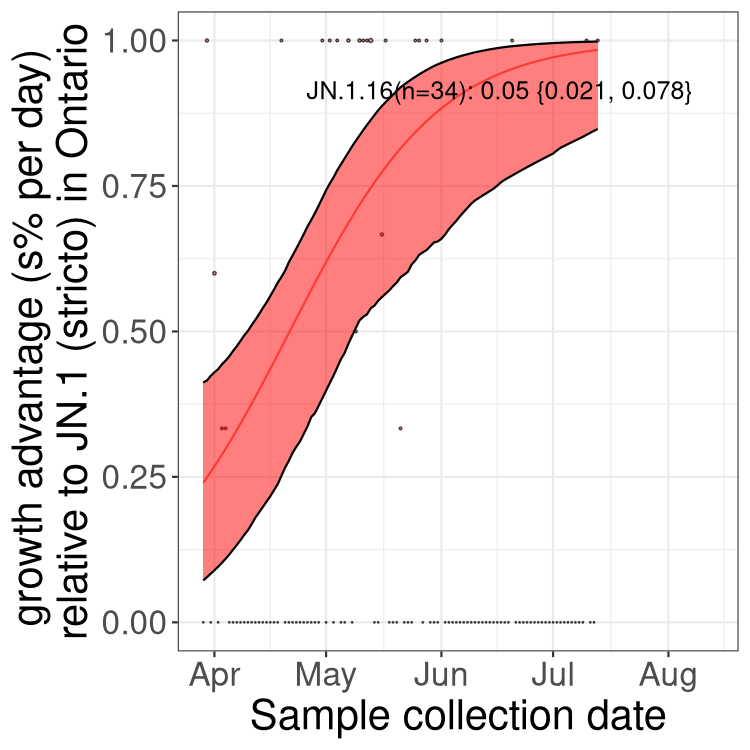 growth advantage (s% per day)
relative to JN.1 (stricto) in Ontario
1.00
0.75
0.50
0.25
0.00
JN.1.16(n=34): 0.05 {0.021, 0.078}
Apr May Jun Jul Aug
Sample collection date